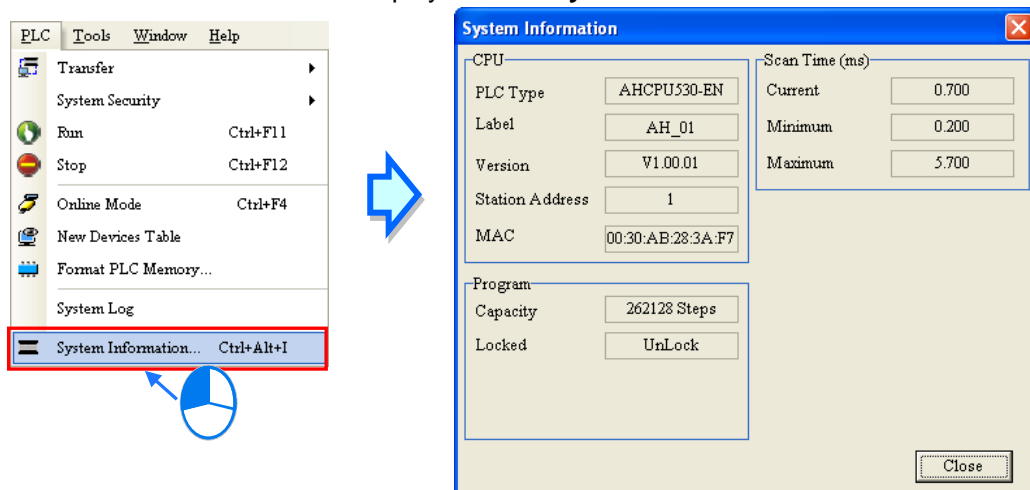 PLC Tools Window Help
Transfer
System Security
Run Ctrl+F11
Stop Ctrl+F12
Online Mode Ctrl+F4
New Devices Table
Format PLC Memory...
System Log
System Information... Ctrl+Alt+I
System Information
CPU
PLC Type AHCPU530-EN
Label AH_01
Version V1.00.01
Station Address 1
MAC 00:30:AB:28:3A:F7
Scan Time (ms)
Current 0.700
Minimum 0.200
Maximum 5.700
Program
Capacity 262128 Steps
Locked UnLock
Close